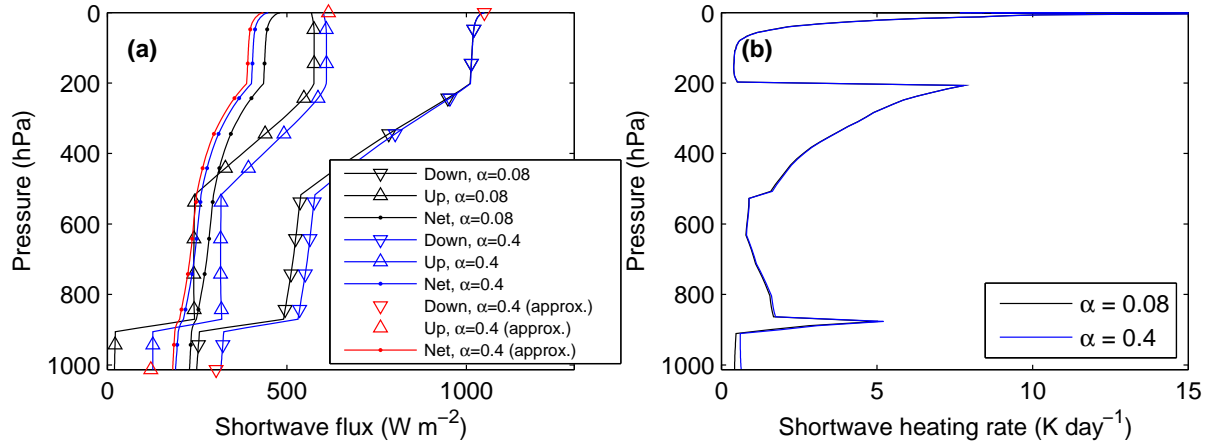 (a)
0
200
400
600
800
1000
Pressure (hPa)
0
500
1000
Shortwave flux (W m⁻²)
Down, α=0.08
Up, α=0.08
Net, α=0.08
Down, α=0.4
Up, α=0.4
Net, α=0.4
Down, α=0.4 (approx.)
Up, α=0.4 (approx.)
Net, α=0.4 (approx.)
(b)
0
200
400
600
800
1000
Pressure (hPa)
0
5
10
15
Shortwave heating rate (K day⁻¹)
α = 0.08
α = 0.4